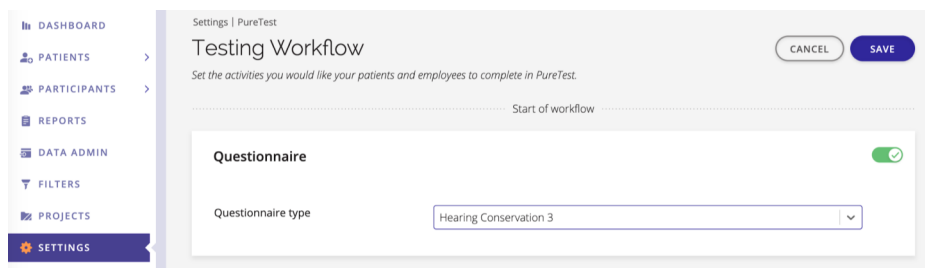 DASHBOARD
PATIENTS
PARTICIPANTS
REPORTS
DATA ADMIN
FILTERS
PROJECTS
SETTINGS
Settings | PureTest
Testing Workflow
CANCEL
SAVE
Set the activities you would like your patients and employees to complete in PureTest.
Start of workflow
Questionnaire
Questionnaire type
Hearing Conservation 3